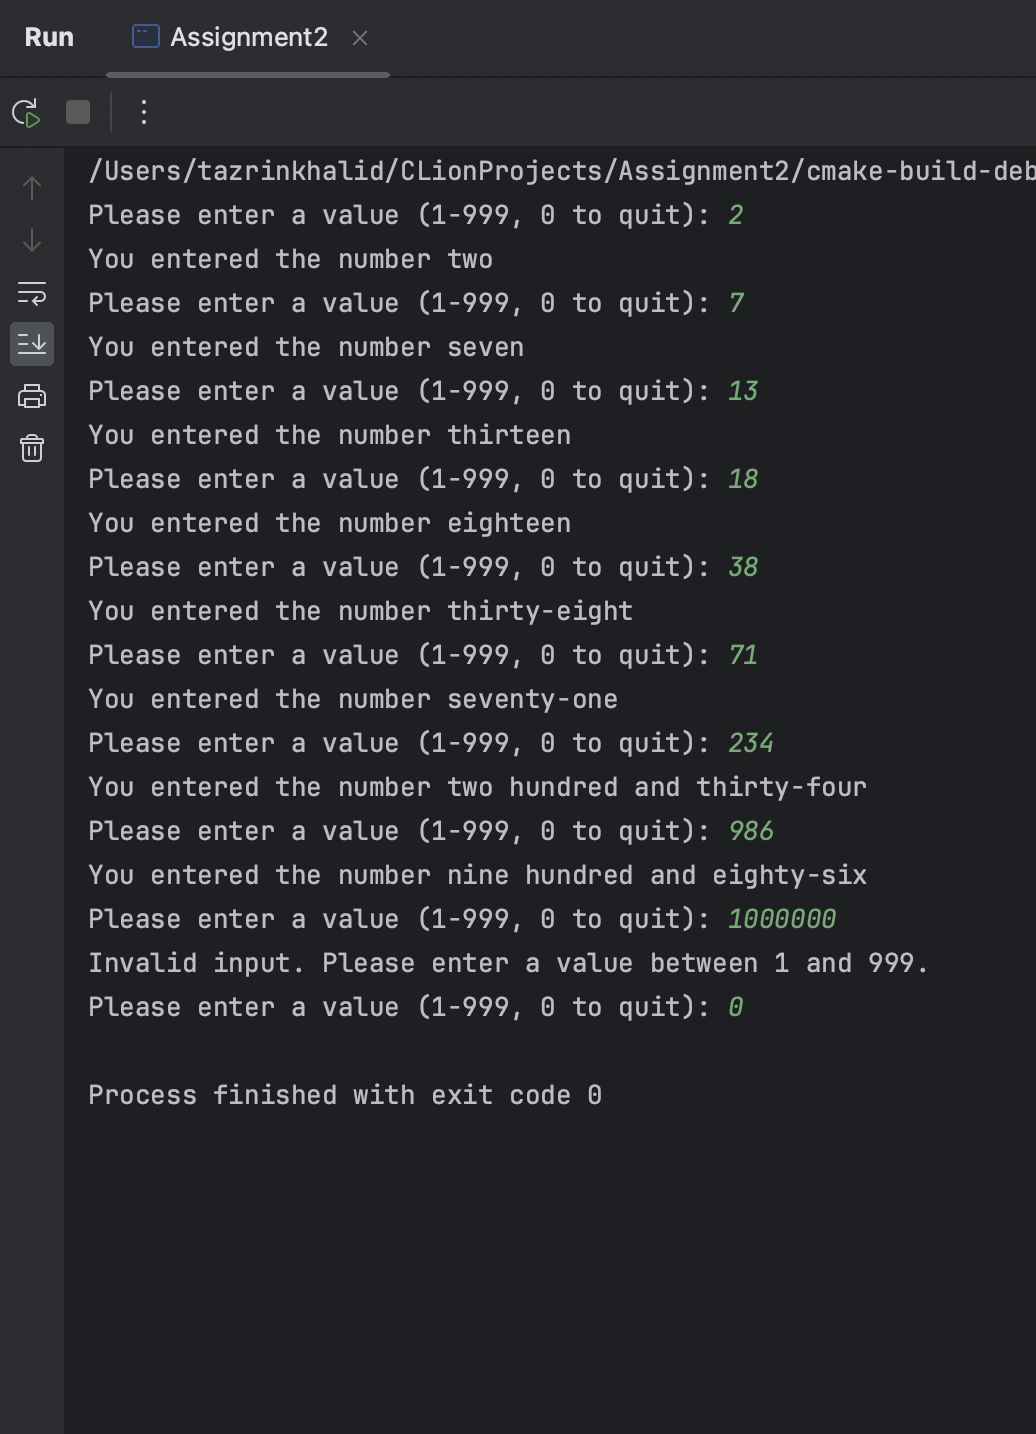 Run
Assignment2
/Users/tazrinkhalid/CLionProjects/Assignment2/cmake-build-deb
Please enter a value (1-999, 0 to quit): 2
You entered the number two
Please enter a value (1-999, 0 to quit): 7
You entered the number seven
Please enter a value (1-999, 0 to quit): 13
You entered the number thirteen
Please enter a value (1-999, 0 to quit): 18
You entered the number eighteen
Please enter a value (1-999, 0 to quit): 38
You entered the number thirty-eight
Please enter a value (1-999, 0 to quit): 71
You entered the number seventy-one
Please enter a value (1-999, 0 to quit): 234
You entered the number two hundred and thirty-four
Please enter a value (1-999, 0 to quit): 986
You entered the number nine hundred and eighty-six
Please enter a value (1-999, 0 to quit): 1000000
Invalid input. Please enter a value between 1 and 999.
Please enter a value (1-999, 0 to quit): 0
Process finished with exit code 0